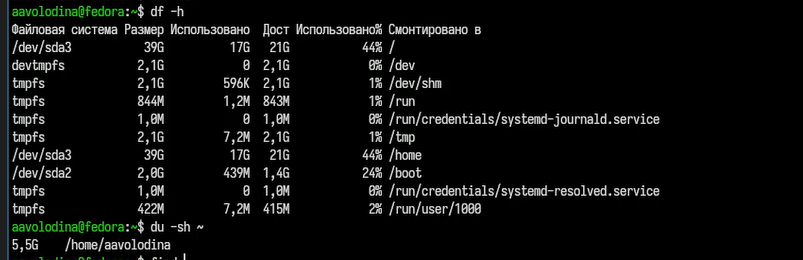 aavolodina@fedora:~$ df -h
Файловая система Размер Использовано Дост Использовано% Смонтировано в
/dev/sda3 39G 17G 21G 44% /
devtmpfs 2,1G 0 2,1G 0% /dev
tmpfs 2,1G 596K 2,1G 1% /dev/shm
tmpfs 844M 1,2M 843M 1% /run
tmpfs 1,0M 0 1,0M 0% /run/credentials/systemd-journald.service
tmpfs 2,1G 7,2M 2,1G 1% /tmp
/dev/sda3 39G 17G 21G 44% /home
/dev/sda2 2,0G 439M 1,4G 24% /boot
tmpfs 1,0M 0 1,0M 0% /run/credentials/systemd-resolved.service
tmpfs 422M 7,2M 415M 2% /run/user/1000
aavolodina@fedora:~$ du -sh ~
5,5G /home/aavolodina
aavolodina@fedora:~$